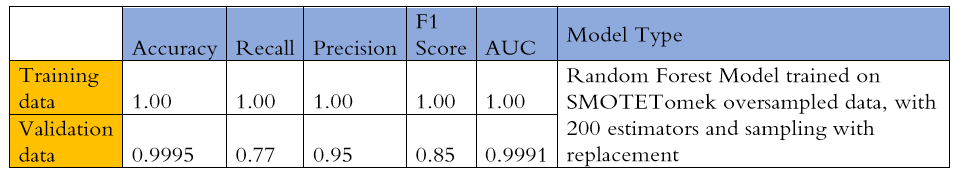 Accuracy Recall Precision F1 Score AUC Model Type
Training data 1.00 1.00 1.00 1.00 1.00
Validation data 0.9995 0.77 0.95 0.85 0.9991
Random Forest Model trained on
SMOTETomek oversampled data, with
200 estimators and sampling with
replacement